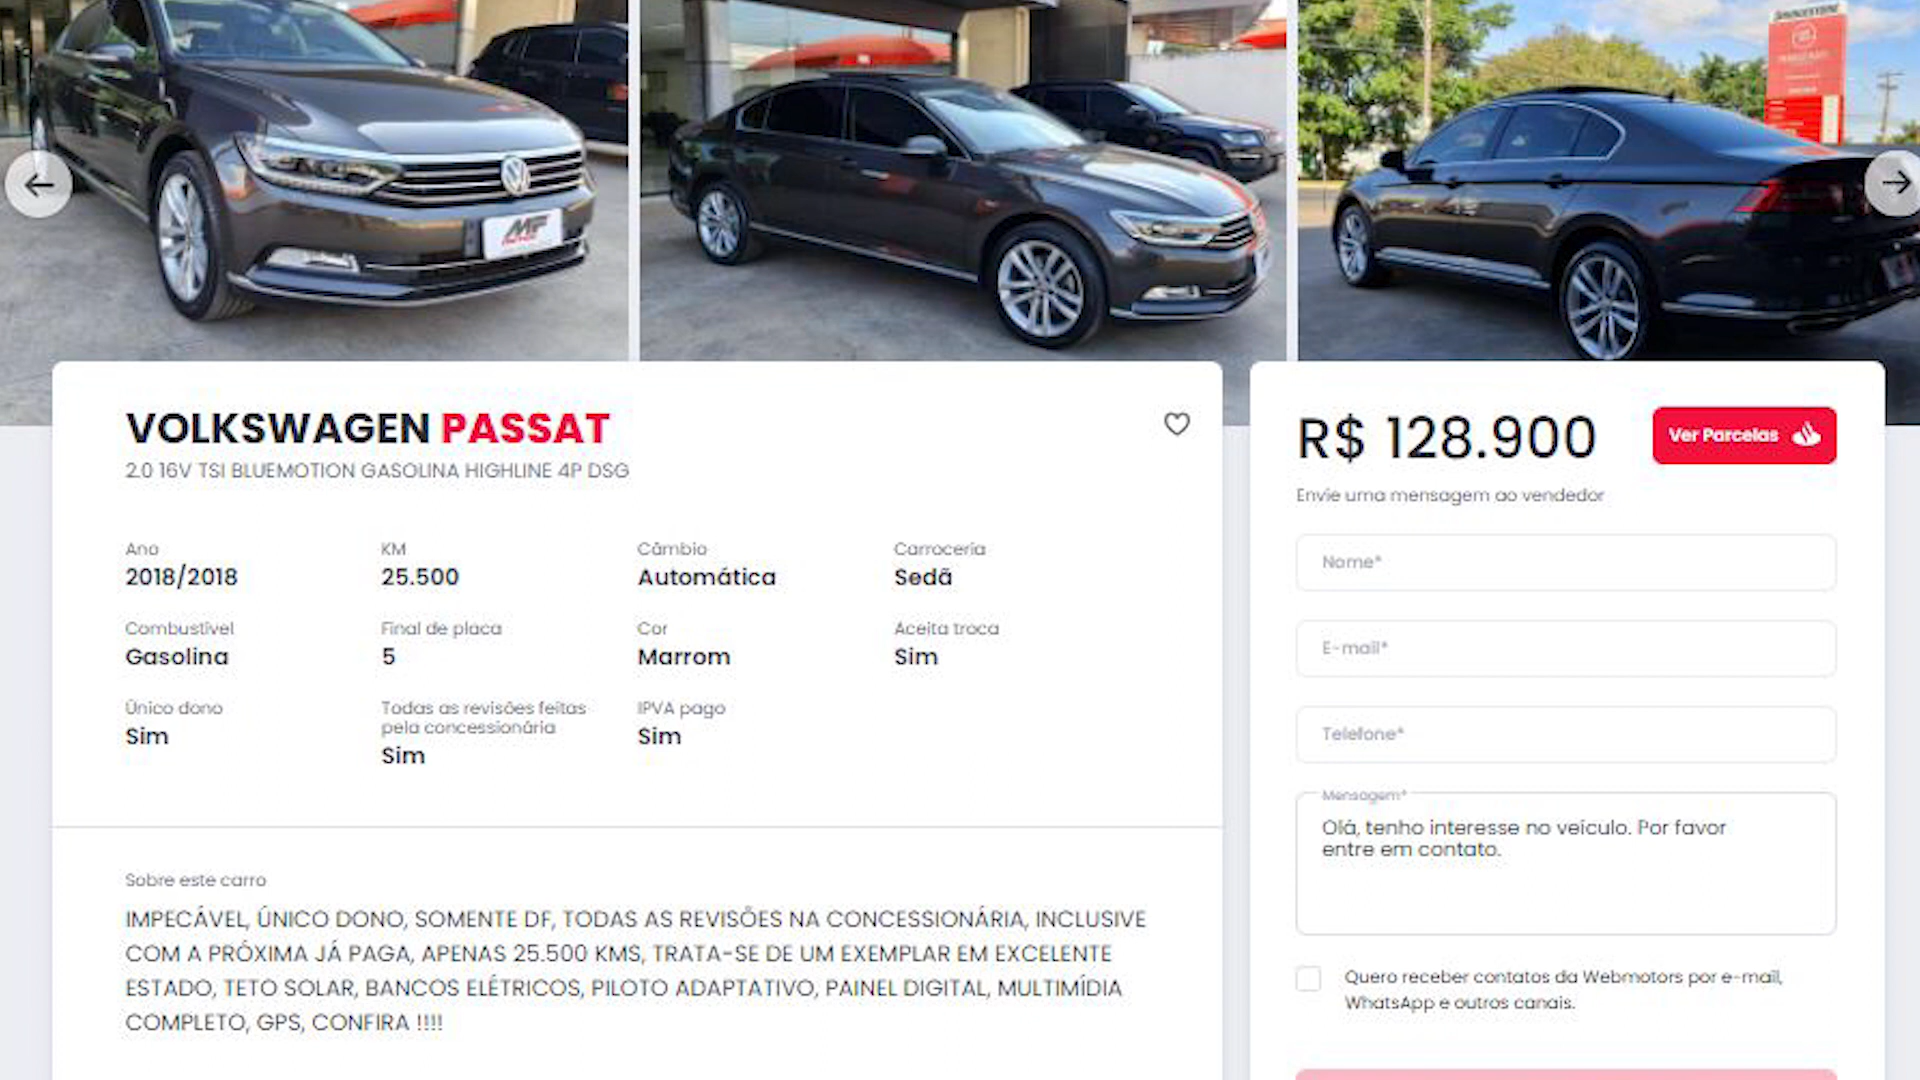 BRIDGESTONE
MF
VOLKSWAGEN PASSAT
2.0 16V TSI BLUEMOTION GASOLINA HIGHLINE 4P DSG
Ano
2018/2018
KM
25.500
Câmbio
Automática
Carroceria
Sedã
Combustível
Gasolina
Final de placa
5
Cor
Marrom
Aceita troca
Sim
Único dono
Sim
Todas as revisões feitas
pela concessionária
Sim
IPVA pago
Sim
Sobre este carro
IMPECÁVEL, ÚNICO DONO, SOMENTE DF, TODAS AS REVISÕES NA CONCESSIONÁRIA, INCLUSIVE
COM A PRÓXIMA JÁ PAGA, APENAS 25.500 KMS, TRATA-SE DE UM EXEMPLAR EM EXCELENTE
ESTADO, TETO SOLAR, BANCOS ELÉTRICOS, PILOTO ADAPTATIVO, PAINEL DIGITAL, MULTIMÍDIA
COMPLETO, GPS, CONFIRA !!!!
R$ 128.900
Ver Parcelas
Envie uma mensagem ao vendedor
Nome*
E-mail*
Telefone*
Mensagem*
Olá, tenho interesse no veículo. Por favor
entre em contato.
Quero receber contatos da Webmotors por e-mail,
WhatsApp e outros canais.